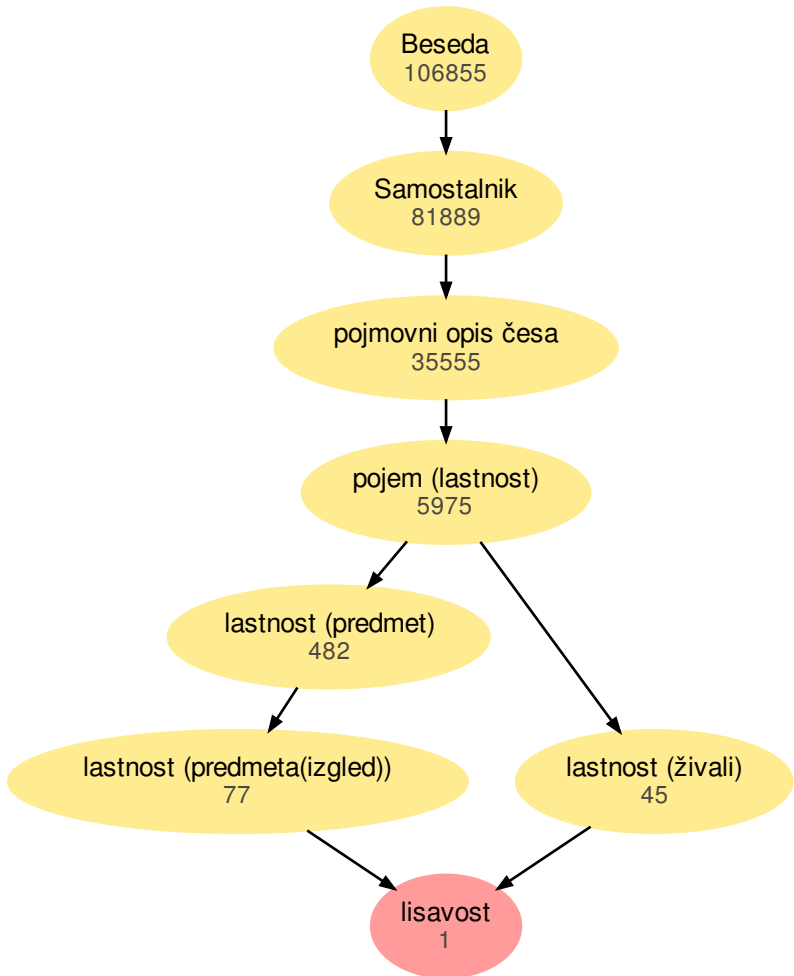 Beseda
106855
Samostalnik
81889
pojmovni opis česa
35555
pojem (lastnost)
5975
lastnost (predmet)
482
lastnost (predmeta(izgled))
77
lastnost (živali)
45
lisavost
1